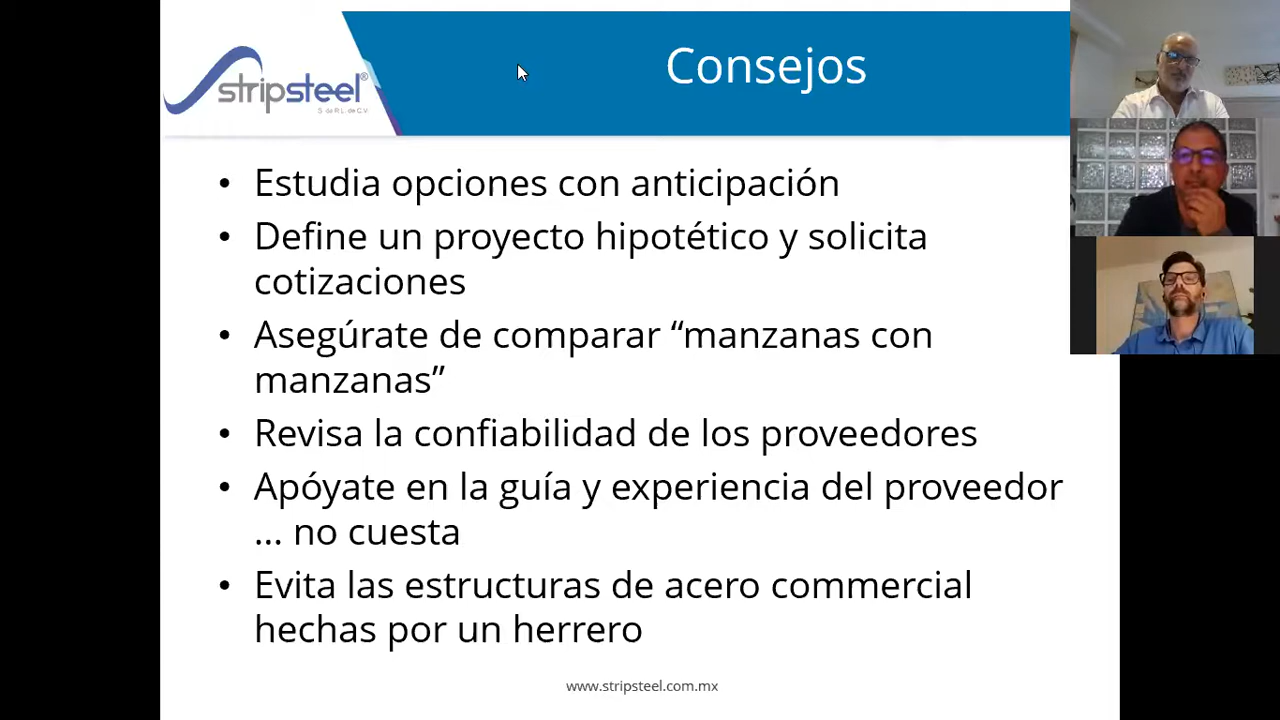 Consejos
stripsteel®
S. de R.L. de C.V.
• Estudia opciones con anticipación
• Define un proyecto hipotético y solicita
cotizaciones
• Asegúrate de comparar “manzanas con
manzanas”
• Revisa la confiabilidad de los proveedores
• Apóyate en la guía y experiencia del proveedor
... no cuesta
• Evita las estructuras de acero commercial
hechas por un herrero
www.stripsteel.com.mx